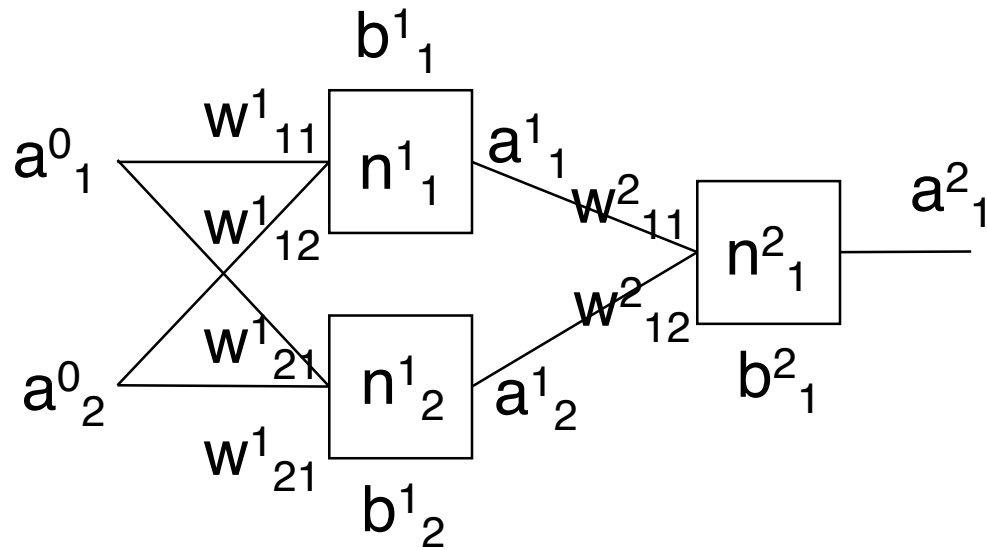 b¹₁
w¹₁₁
a⁰₁
n¹₁
a¹₁
w¹₁₂
w²₁₁
a²₁
n²₁
w²₁₂
w¹₂₁
a⁰₂
n¹₂
a¹₂
b²₁
w¹₂₁
b¹₂